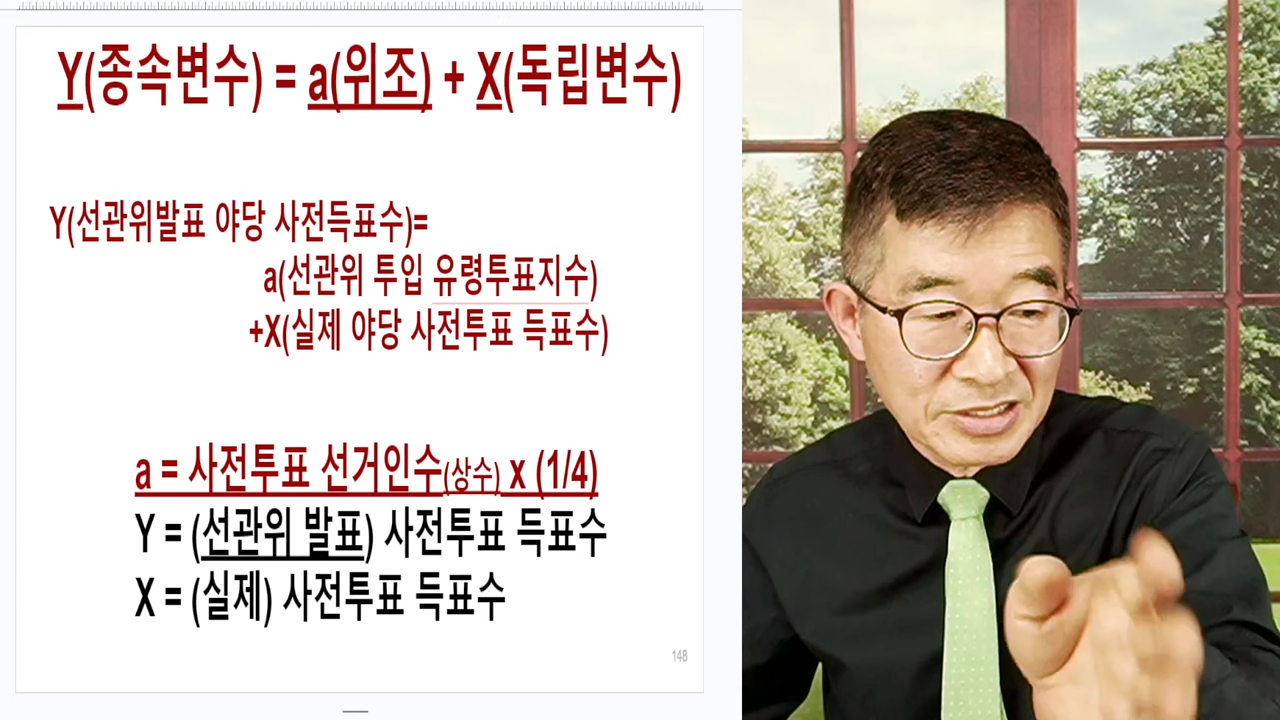 Y(종속변수) = a(위조) + X(독립변수)
Y(선관위발표 야당 사전득표수)=
a(선관위 투입 유령투표지수)
+X(실제 야당 사전투표 득표수)
a = 사전투표 선거인수(상수) x (1/4)
Y = (선관위 발표) 사전투표 득표수
X = (실제) 사전투표 득표수
148